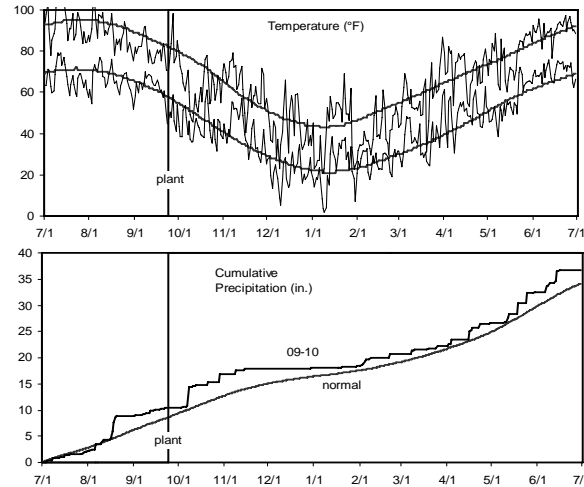 100
Temperature (°F)
80
60
40
20
plant
0
7/1 8/1 9/1 10/1 11/1 12/1 1/1 2/1 3/1 4/1 5/1 6/1 7/1
40
Cumulative
35
Precipitation (in.)
30
25
09-10
20
normal
15
10
5
plant
0
7/1 8/1 9/1 10/1 11/1 12/1 1/1 2/1 3/1 4/1 5/1 6/1 7/